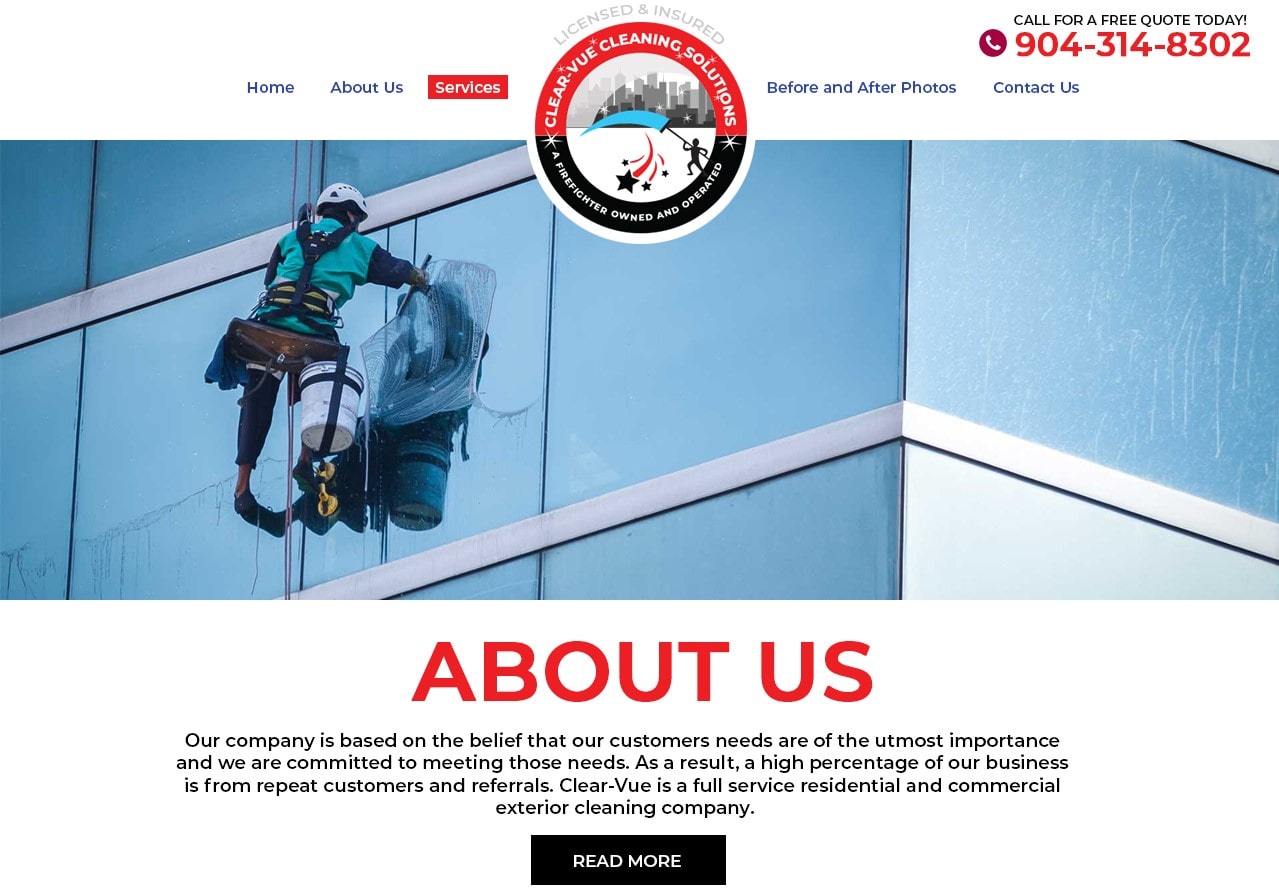 LICENSED & INSURED
CALL FOR A FREE QUOTE TODAY!
904-314-8302
CLEAR-VUE CLEANING SOLUTIONS
A FIREFIGHTER OWNED AND OPERATED
Home
About Us
Services
Before and After Photos
Contact Us
ABOUT US
Our company is based on the belief that our customers needs are of the utmost importance
and we are committed to meeting those needs. As a result, a high percentage of our business
is from repeat customers and referrals. Clear-Vue is a full service residential and commercial
exterior cleaning company.
READ MORE